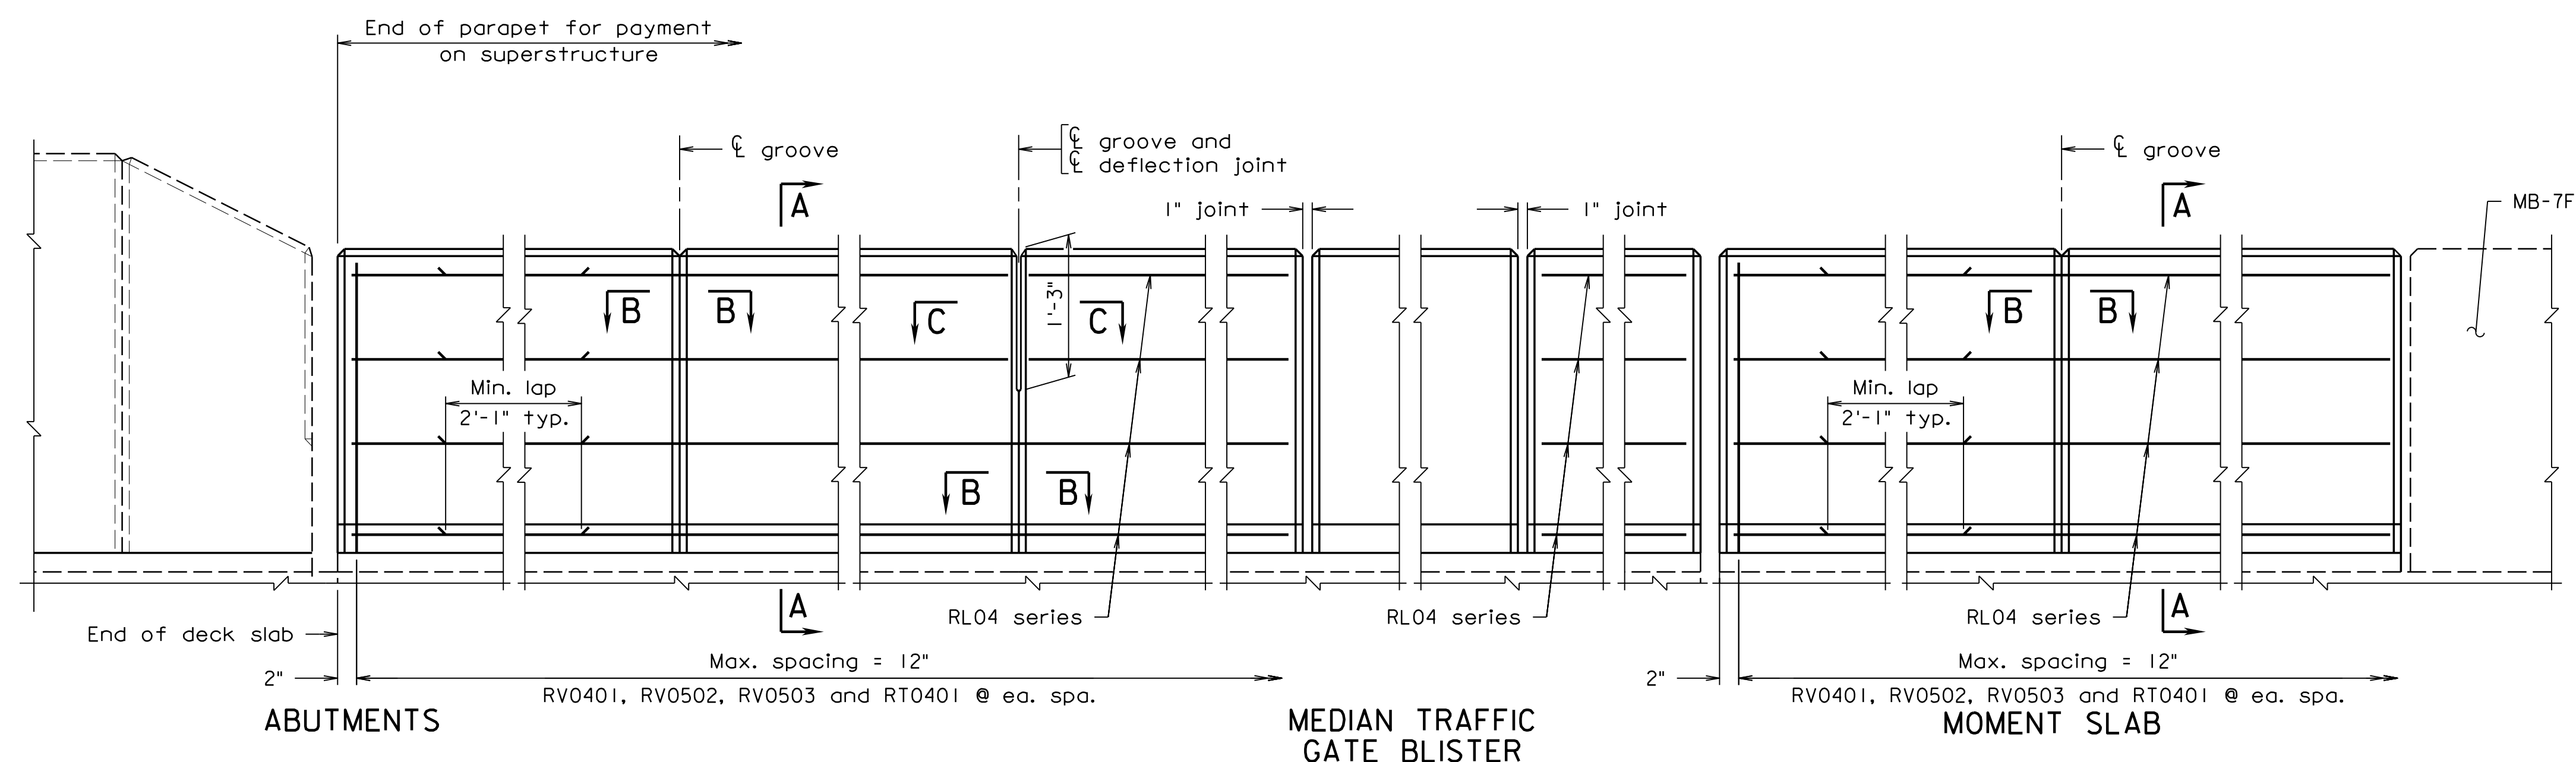 End of parapet for payment
on superstructure
℄ groove
℄ groove and
℄ deflection joint
℄ groove
A
1" joint
1" joint
A
MB-7F
B
B
C
1'-3"
C
B
B
Min. lap
2'-1" typ.
Min. lap
2'-1" typ.
B
B
A
RL04 series
RL04 series
RL04 series
A
End of deck slab
2"
Max. spacing = 12"
RV0401, RV0502, RV0503 and RT0401 @ ea. spa.
2"
Max. spacing = 12"
RV0401, RV0502, RV0503 and RT0401 @ ea. spa.
ABUTMENTS
MEDIAN TRAFFIC
GATE BLISTER
MOMENT SLAB